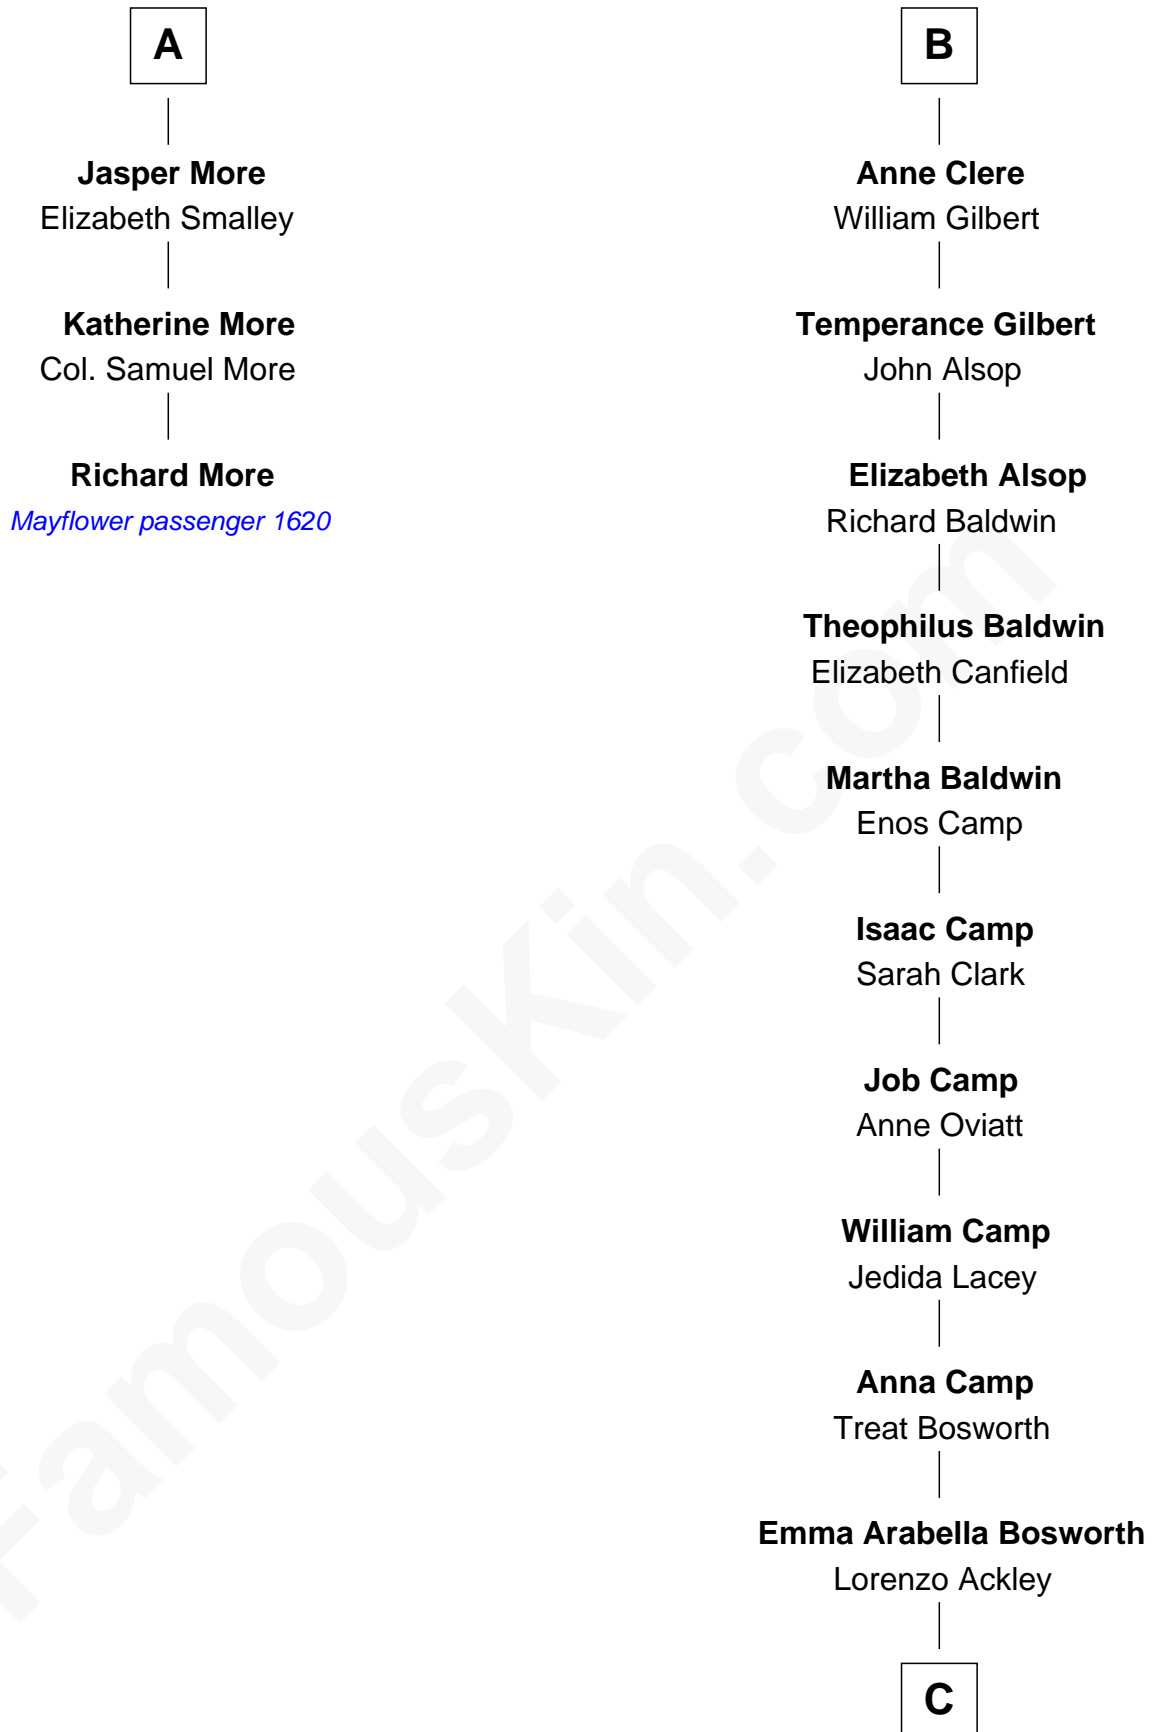 A
Jasper More
Elizabeth Smalley
Katherine More
Col. Samuel More
Richard More
Mayflower passenger 1620
B
Anne Clere
William Gilbert
Temperance Gilbert
John Alsop
Elizabeth Alsop
Richard Baldwin
Theophilus Baldwin
Elizabeth Canfield
Martha Baldwin
Enos Camp
Isaac Camp
Sarah Clark
Job Camp
Anne Oviatt
William Camp
Jedida Lacey
Anna Camp
Treat Bosworth
Emma Arabella Bosworth
Lorenzo Ackley
C
FamousKin.com